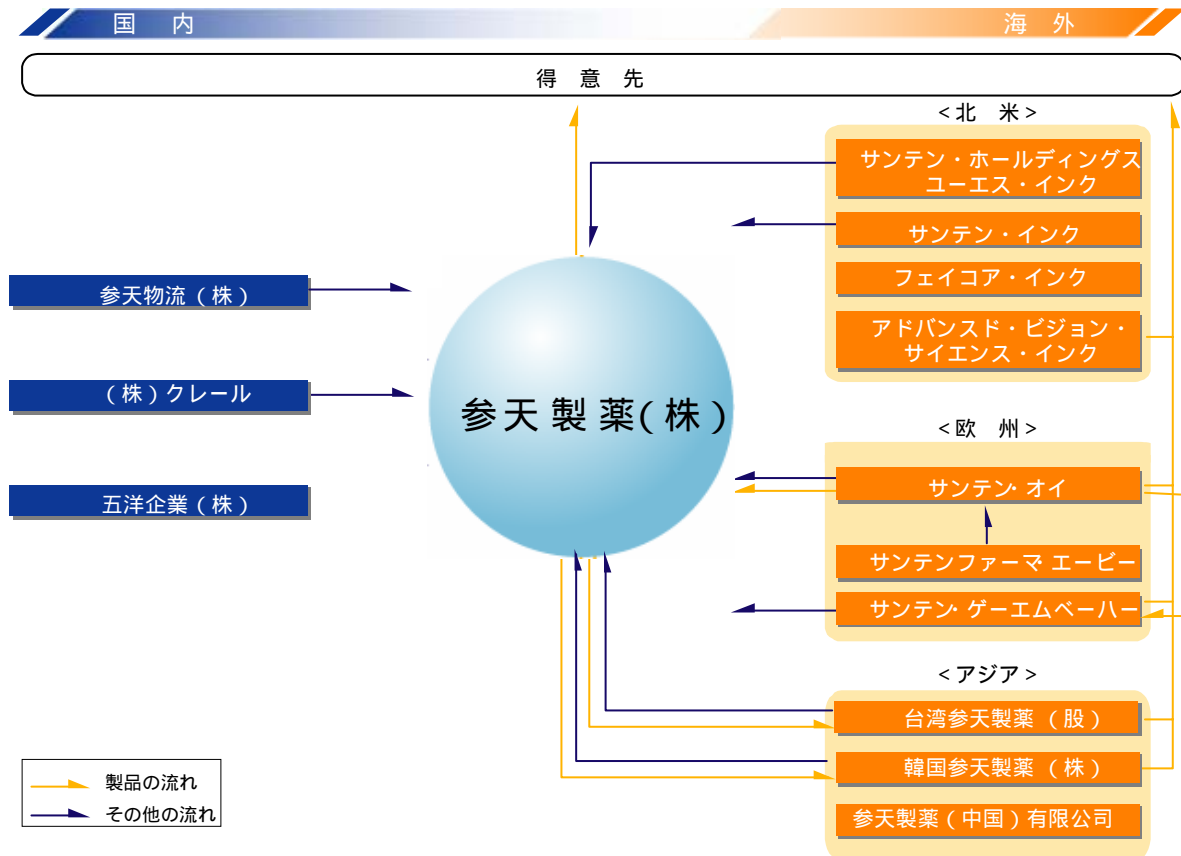 国 内
海 外
得 意 先
<北 米>
サンテン・ホールディングス
ユーエス・インク
サンテン・インク
フェイコア・インク
アドバンスド・ビジョン・
サイエンス・インク
参天物流(株)
(株)クレール
五洋企業(株)
参天製薬(株)
<欧 州>
サンテン・オイ
サンテンファーマ エービー
サンテン・ゲーエムベーハー
<アジア>
台湾参天製薬 (股)
韓国参天製薬 (株)
参天製薬(中国)有限公司
製品の流れ
その他の流れ